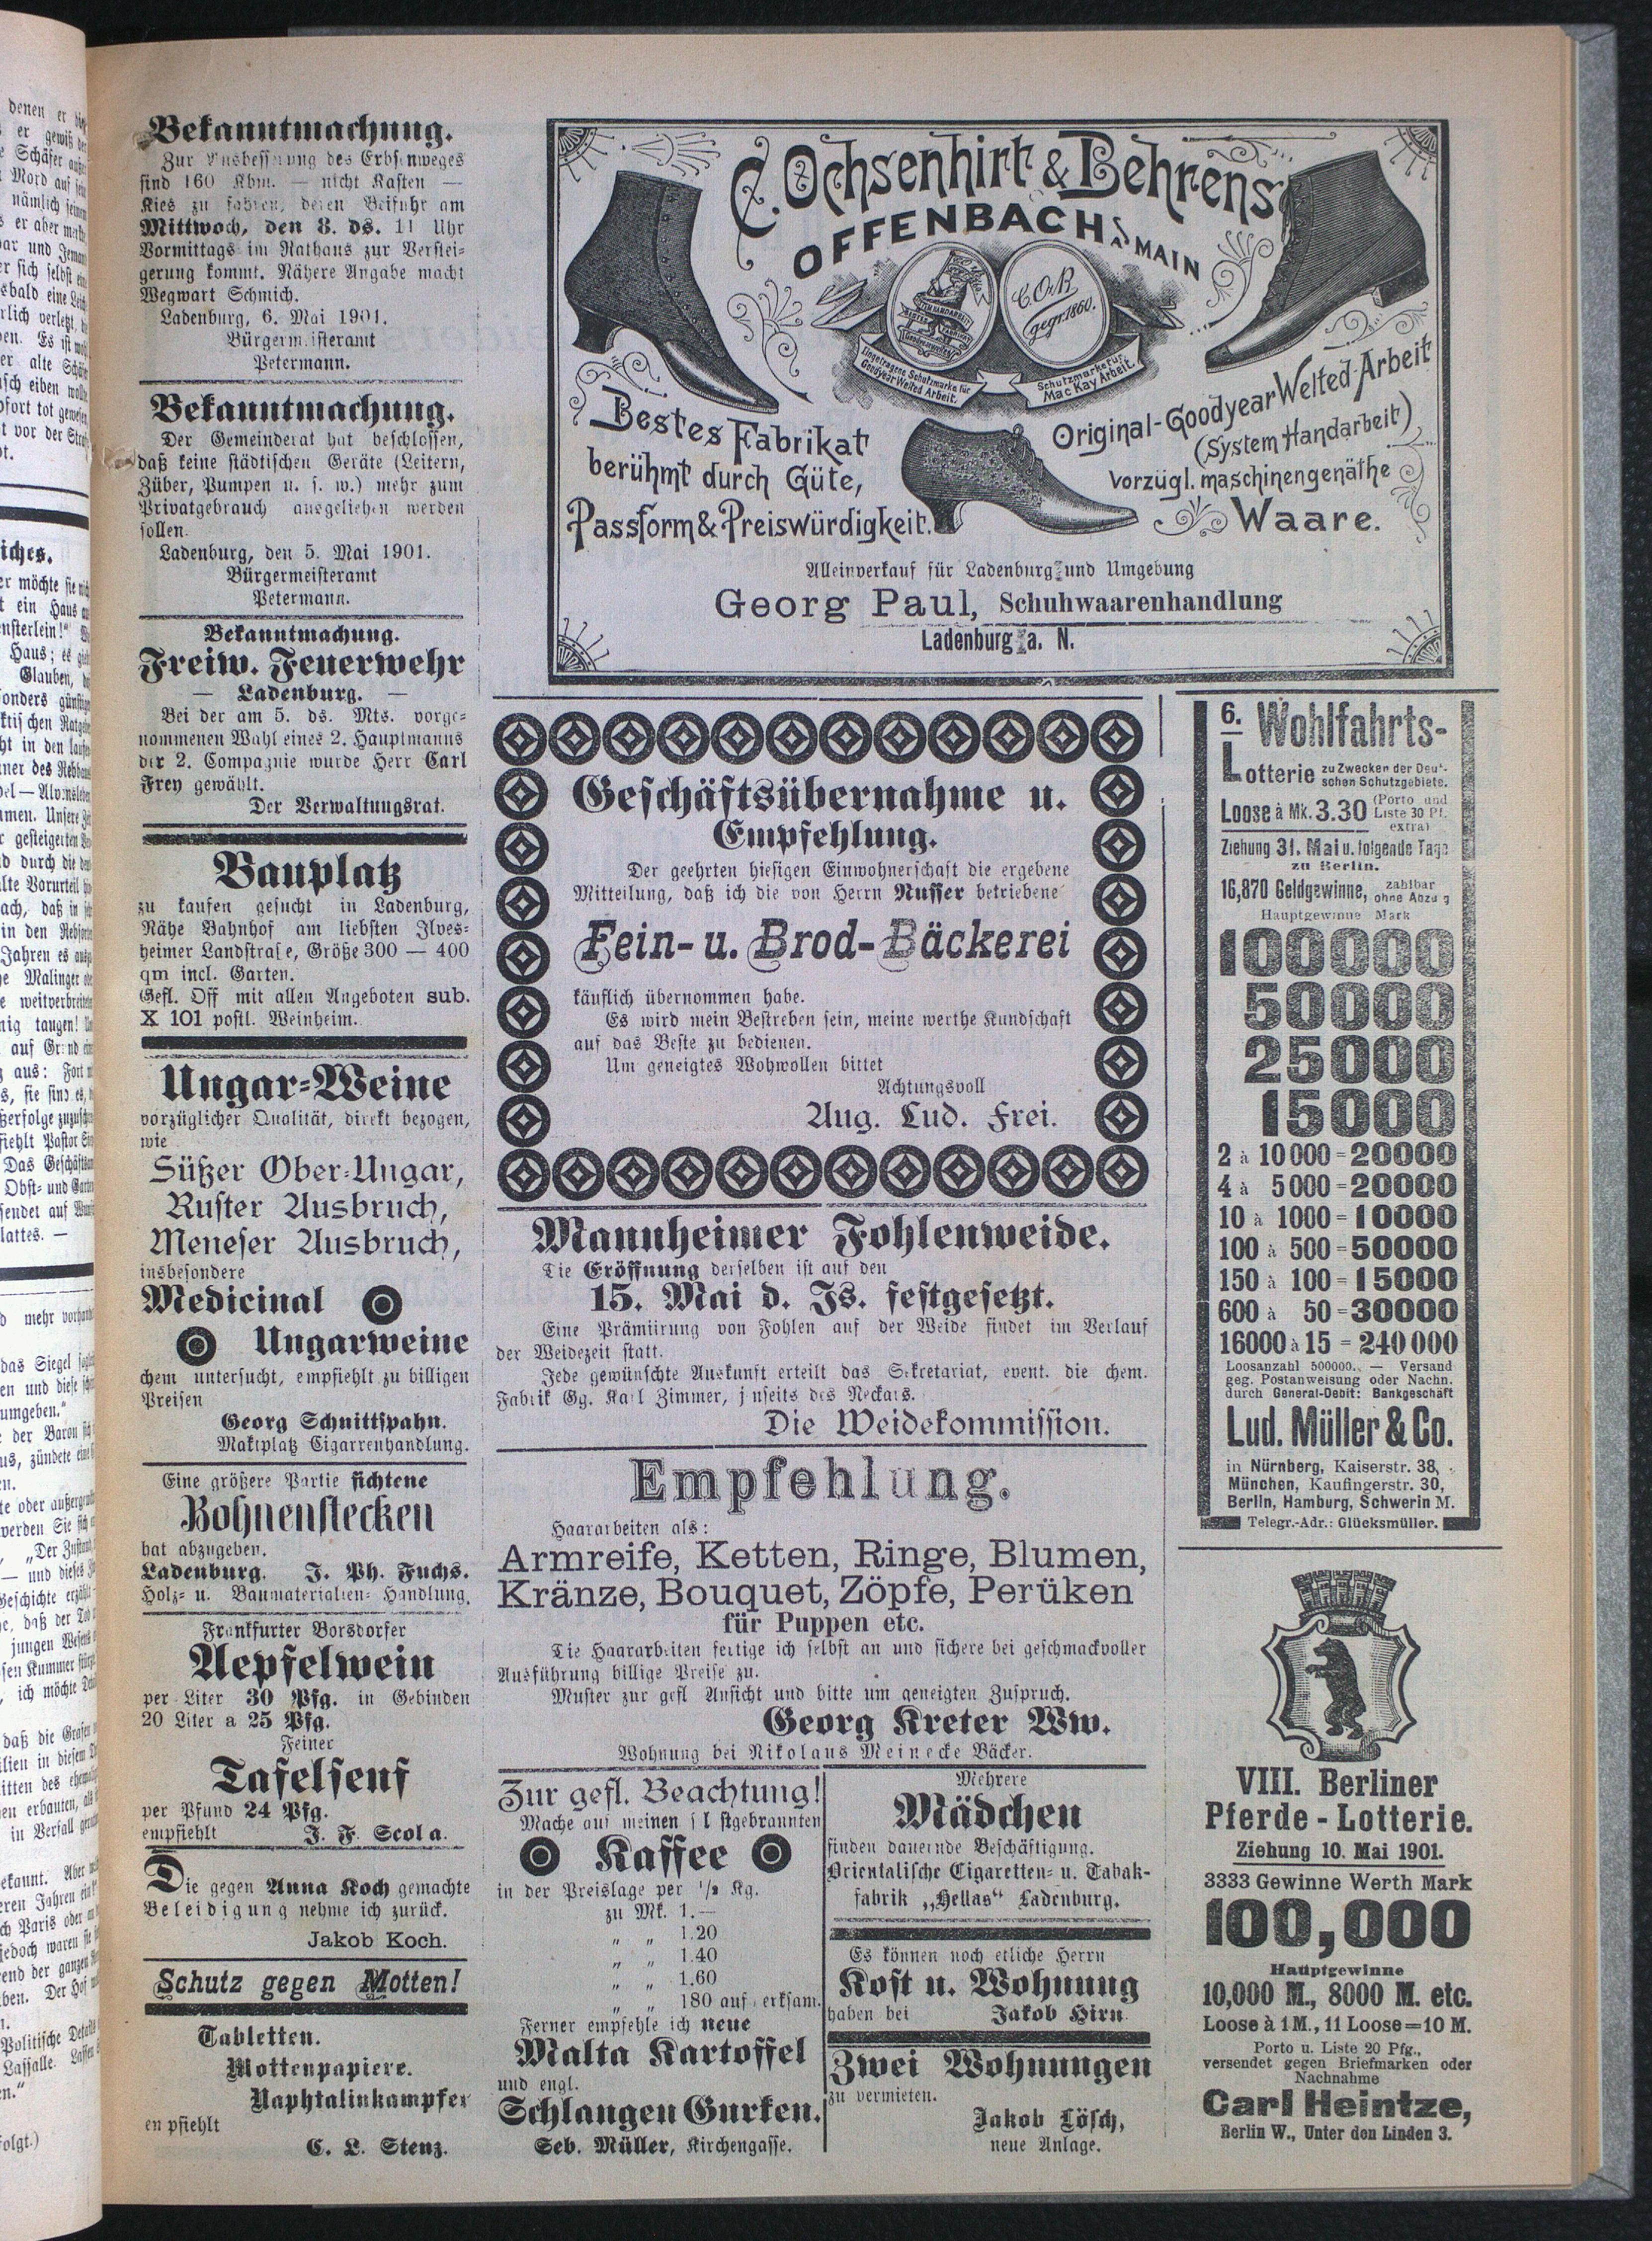 Bekanntmachung.
Zur Ausbesserung des Erbsenweges
sind 160 Kbm. — nicht Kasten —
Kies zu fahren, deren Beifuhr am
Mittwoch, den 8. ds. 11 Uhr
Vormittags im Rathaus zur Verstei-
gerung kommt. Nähere Angabe macht
Wegwart Schmich.
Ladenburg, 6. Mai 1901.
Bürgermeisteramt
Petermann.
Bekanntmachung.
Der Gemeinderat hat beschlossen,
daß keine städtischen Geräte (Leitern,
Züber, Pumpen u. s. w.) mehr zum
Privatgebrauch ausgeliehen werden
sollen.
Ladenburg, den 5. Mai 1901.
Bürgermeisteramt
Petermann.
Bekanntmachung.
Freiw. Feuerwehr
— Ladenburg. —
Bei der am 5. ds. Mts. vorge-
nommenen Wahl eines 2. Hauptmanns
der 2. Compagnie wurde Herr Carl
Frey gewählt.
Der Verwaltungsrat.
Bauplatz
zu kaufen gesucht in Ladenburg,
Nähe Bahnhof am liebsten Ilves-
heimer Landstraße, Größe 300 — 400
qm incl. Garten.
Gefl. Off mit allen Angeboten sub.
X 101 postl. Weinheim.
Ungar-Weine
vorzüglicher Qualität, direkt bezogen,
wie
Süßer Ober-Ungar,
Ruster Ausbruch,
Meneser Ausbruch,
insbesondere
Medicinal
Ungarweine
chem untersucht, empfiehlt zu billigen
Preisen
Georg Schnittspahn.
Maktplatz Cigarrenhandlung.
Eine größere Partie fichtene
Bohnenstecken
hat abzugeben.
Ladenburg. J. Ph. Fuchs.
Holz- u. Baumaterialien- Handlung.
Frankfurter Borsdorfer
Aepfelwein
per Liter 30 Pfg. in Gebinden
20 Liter a 25 Pfg.
Feiner
Tafelsenf
per Pfund 24 Pfg.
empfiehlt J. F. Scola.
Die gegen Anna Koch gemachte
Beleidigung nehme ich zurück.
Jakob Koch.
Schutz gegen Motten!
Tabletten.
Mottenpapiere.
Naphtalinkampfer
empfiehlt
C. L. Stenz.
C. Ochsenhirt & Behrens
OFFENBACH A. MAIN
C.O.&B.
gegr. 1860.
Eingetragene Schutzmarke für
Goodyear Welted Arbeit.
Schutzmarke für
Mac Kay Arbeit.
Bestes Fabrikat
berühmt durch Güte,
Passform & Preiswürdigkeit.
Original-Goodyear Welted-Arbeit
(System Handarbeit)
vorzügl. maschinengenäthe
Waare.
Alleinverkauf für Ladenburg und Umgebung
Georg Paul, Schuhwaarenhandlung
Ladenburg a. N.
Geschäftsübernahme u.
Empfehlung.
Der geehrten hiesigen Einwohnerschaft die ergebene
Mitteilung, daß ich die von Herrn Nusser betriebene
Fein- u. Brod-Bäckerei
käuflich übernommen habe.
Es wird mein Bestreben sein, meine werthe Kundschaft
auf das Beste zu bedienen.
Um geneigtes Wohwollen bittet
Achtungsvoll
Aug. Lud. Frei.
Mannheimer Fohlenweide.
Die Eröffnung derselben ist auf den
15. Mai d. Js. festgesetzt.
Eine Prämiirung von Fohlen auf der Weide findet im Verlauf
der Weidezeit statt.
Jede gewünschte Auskunft erteilt das Sekretariat, event. die chem.
Fabrik Gg. Karl Zimmer, jenseits des Neckars.
Die Weidekommission.
Empfehlung.
Haararbeiten als:
Armreife, Ketten, Ringe, Blumen,
Kränze, Bouquet, Zöpfe, Perüken
für Puppen etc.
Die Haararbeiten fertige ich selbst an und sichere bei geschmackvoller
Ausführung billige Preise zu.
Muster zur gefl Ansicht und bitte um geneigten Zuspruch.
Georg Kreter Ww.
Wohnung bei Nikolaus Meinecke Bäcker.
Zur gefl. Beachtung!
Mache auf meinen selbstgebrannten
Kaffee
in der Preislage per ½ Kg.
zu Mk. 1.—
„ „ 1.20
„ „ 1.40
„ „ 1.60
„ „ 180 aufmerksam.
Ferner empfehle ich neue
Malta Kartoffel
und engl.
Schlangen Gurken.
Seb. Müller, Kirchengasse.
Mehrere
Mädchen
finden dauernde Beschäftigung.
Orientalische Cigaretten- u. Tabak-
fabrik „Hellas“ Ladenburg.
Es können noch etliche Herrn
Kost u. Wohnung
haben bei Jakob Hirn.
Zwei Wohnungen
zu vermieten.
Jakob Lösch,
neue Anlage.
6. Wohlfahrts-
Lotterie zu Zwecken der Deut-
schen Schutzgebiete.
Loose à Mk. 3.30 (Porto und
Liste 30 Pf.
extra)
Ziehung 31. Mai u. folgende Tage
zu Berlin.
16,870 Geldgewinne, zahlbar
ohne Abzug
Hauptgewinne Mark
100000
50000
25000
15000
2 à 10000 = 20000
4 à 5000 = 20000
10 à 1000 = 10000
100 à 500 = 50000
150 à 100 = 15000
600 à 50 = 30000
16000 à 15 = 240000
Loosanzahl 500000. — Versand
geg. Postanweisung oder Nachn.
durch General-Debit: Bankgeschäft
Lud. Müller & Co.
in Nürnberg, Kaiserstr. 38,
München, Kaufingerstr. 30,
Berlin, Hamburg, Schwerin M.
Telegr.-Adr.: Glücksmüller.
VIII. Berliner
Pferde-Lotterie.
Ziehung 10. Mai 1901.
3333 Gewinne Werth Mark
100,000
Hauptgewinne
10,000 M., 8000 M. etc.
Loose à 1 M., 11 Loose=10 M.
Porto u. Liste 20 Pfg.,
versendet gegen Briefmarken oder
Nachnahme
Carl Heintze,
Berlin W., Unter den Linden 3.